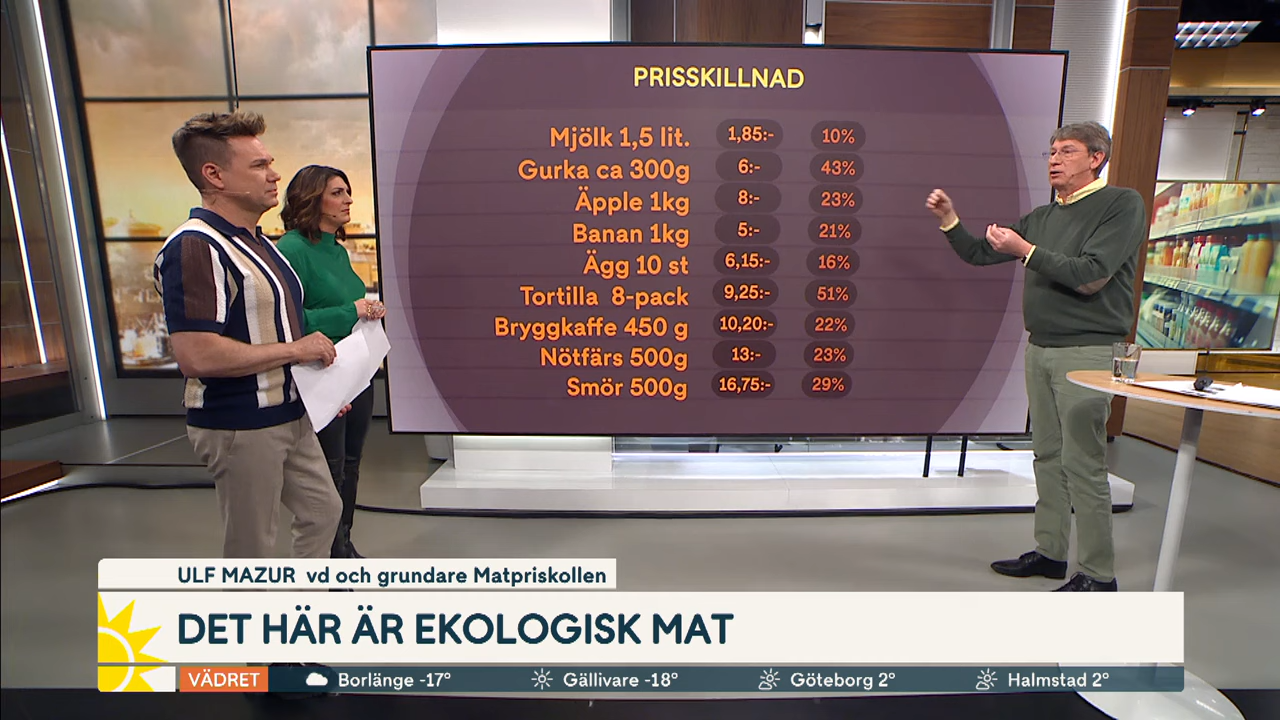 PRISSKILLNAD
Mjölk 1,5 lit. 1,85:- 10%
Gurka ca 300g 6:- 43%
Äpple 1kg 8:- 23%
Banan 1kg 5:- 21%
Ägg 10 st 6,15:- 16%
Tortilla 8-pack 9,25:- 51%
Bryggkaffe 450 g 10,20:- 22%
Nötfärs 500g 13:- 23%
Smör 500g 16,75:- 29%
ULF MAZUR vd och grundare Matpriskollen
DET HÄR ÄR EKOLOGISK MAT
VÄDRET Borlänge -17° Gällivare -18° Göteborg 2° Halmstad 2°